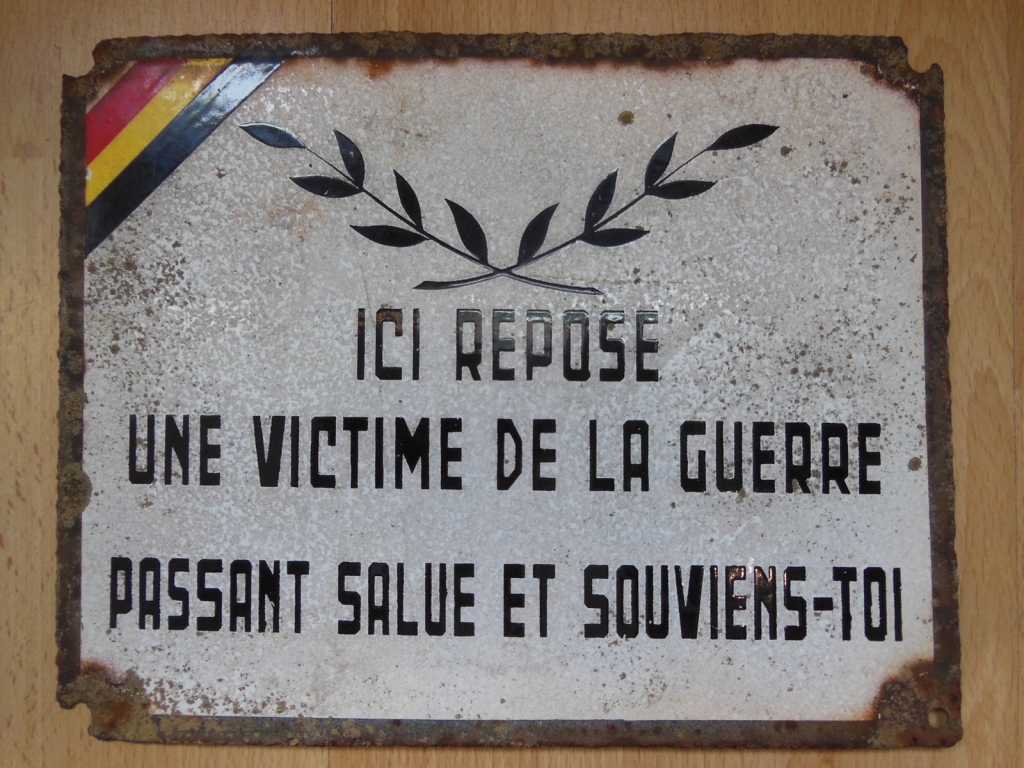 ICI REPOSE
UNE VICTIME DE LA GUERRE
PASSANT SALUE ET SOUVIENS-TOI